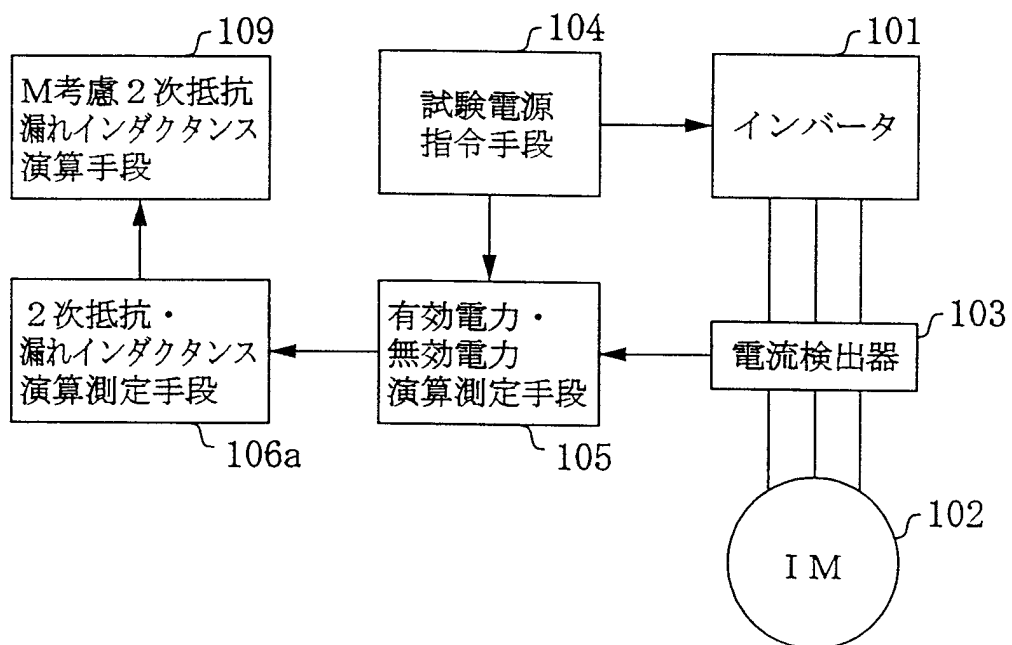 109
M考慮2次抵抗
漏れインダクタンス
演算手段
104
試験電源
指令手段
101
インバータ
2次抵抗・
漏れインダクタンス
演算測定手段
106a
有効電力・
無効電力
演算測定手段
105
103
電流検出器
102
IM